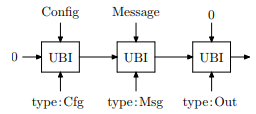 Config Message 0
0 UBI UBI UBI
type:Cfg type:Msg type:Out